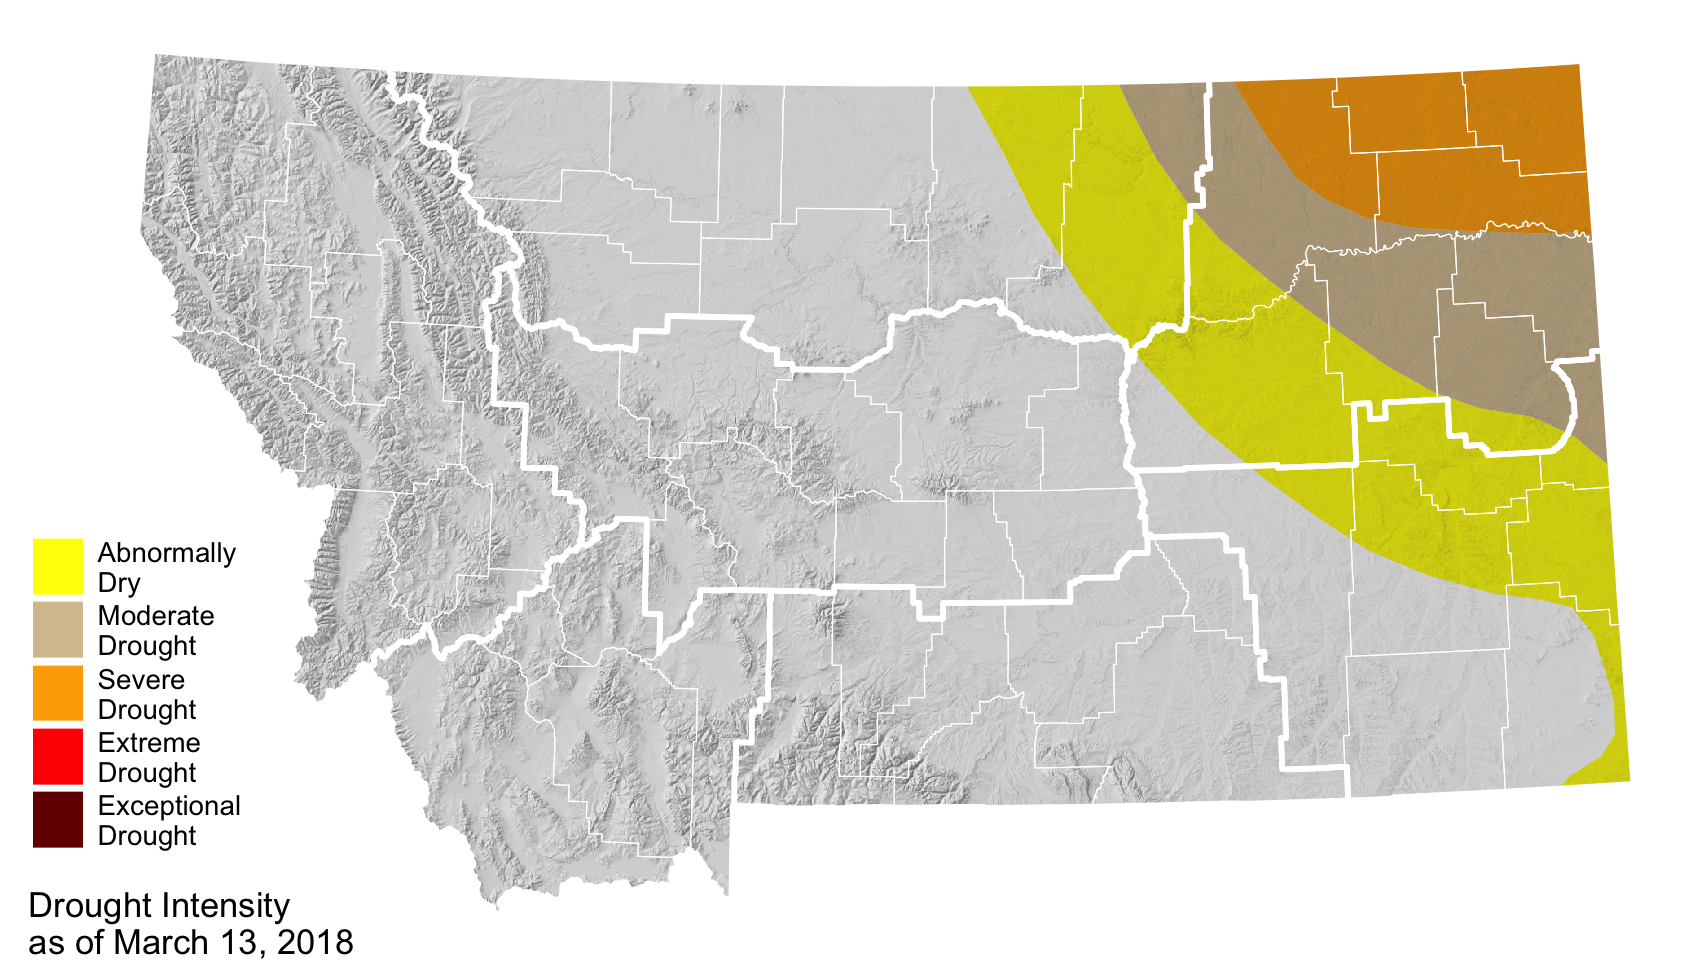 Abnormally
Dry
Moderate
Drought
Severe
Drought
Extreme
Drought
Exceptional
Drought
Drought Intensity
as of March 13, 2018